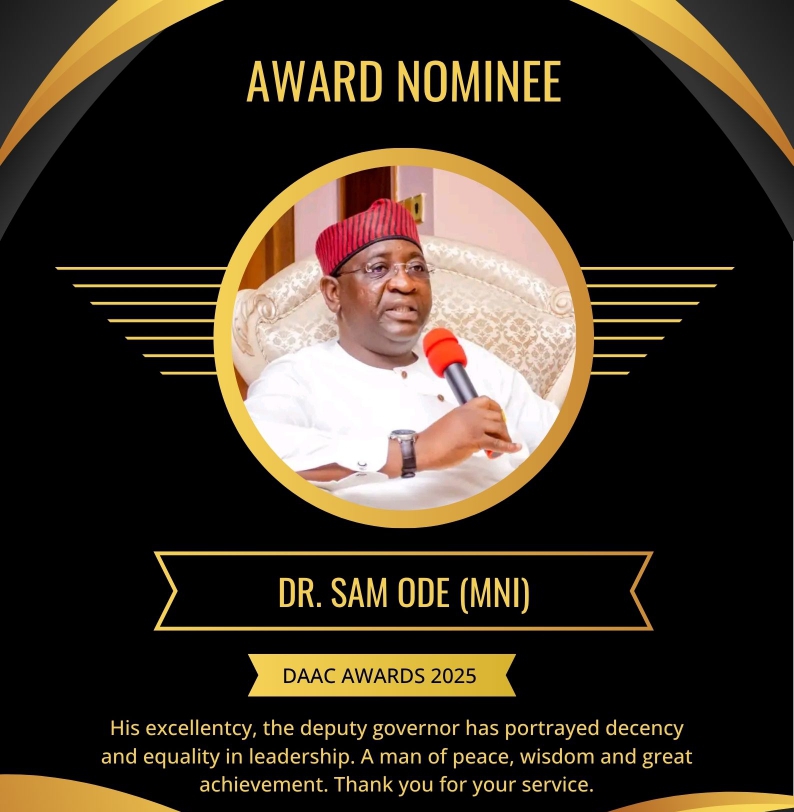 AWARD NOMINEE
DR. SAM ODE (MNI)
DAAC AWARDS 2025
His excellentcy, the deputy governor has portrayed decency
and equality in leadership. A man of peace, wisdom and great
achievement. Thank you for your service.